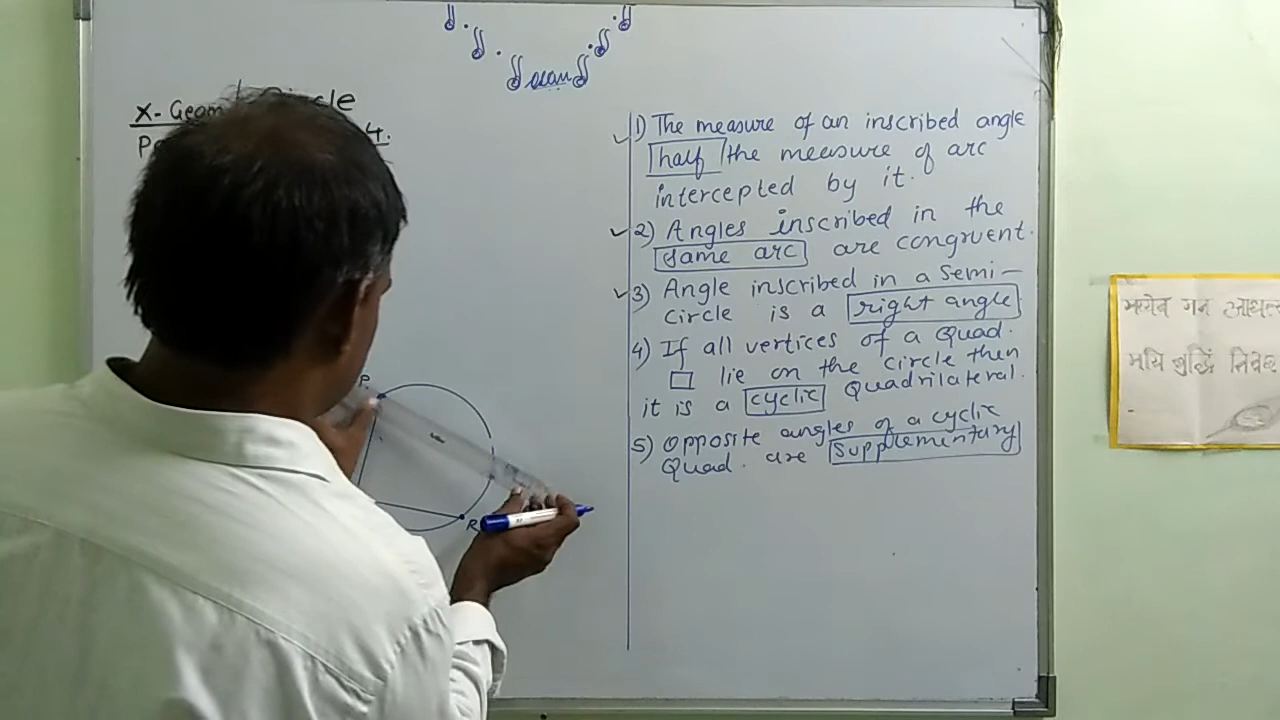 X- Geom Circle
4.
1) The measure of an inscribed angle
half the measure of arc
intercepted by it.
2) Angles inscribed in the
same arc are congruent.
3) Angle inscribed in a Semi-
circle is a right angle
4) If all vertices of a Quad.
□ lie on the circle then
it is a cyclic Quadrilateral.
5) Opposite angles of a cyclic
Quad. are Supplementary
P
R